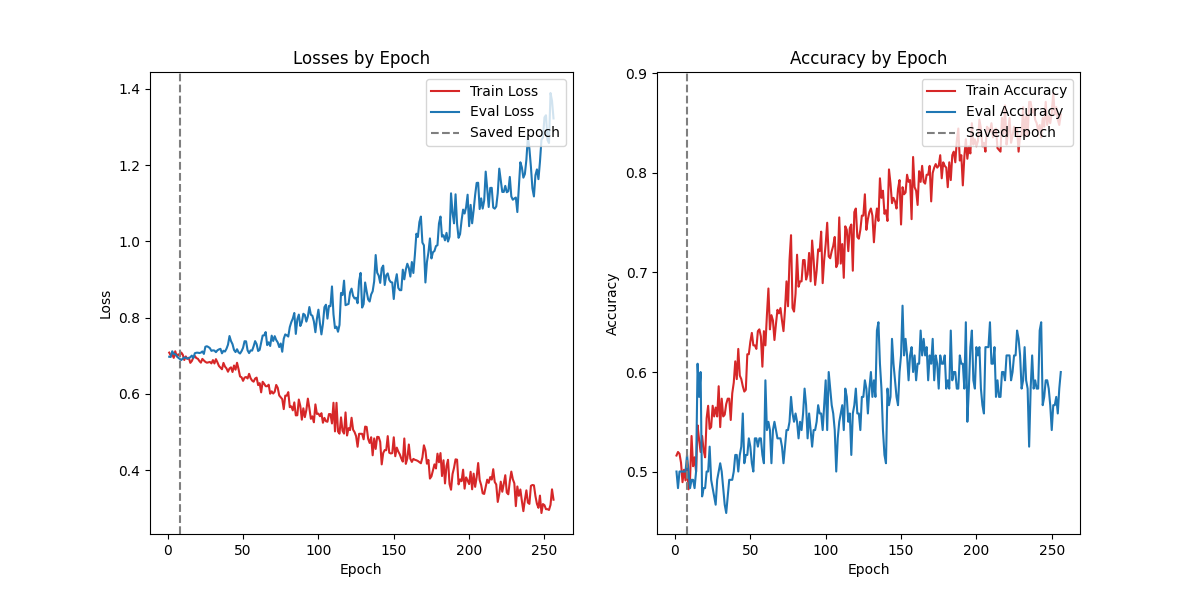 Losses by Epoch
Train Loss
Eval Loss
Saved Epoch
Loss
1.4
1.2
1.0
0.8
0.6
0.4
0
50
100
150
200
250
Epoch
Accuracy by Epoch
Train Accuracy
Eval Accuracy
Saved Epoch
Accuracy
0.9
0.8
0.7
0.6
0.5
0
50
100
150
200
250
Epoch